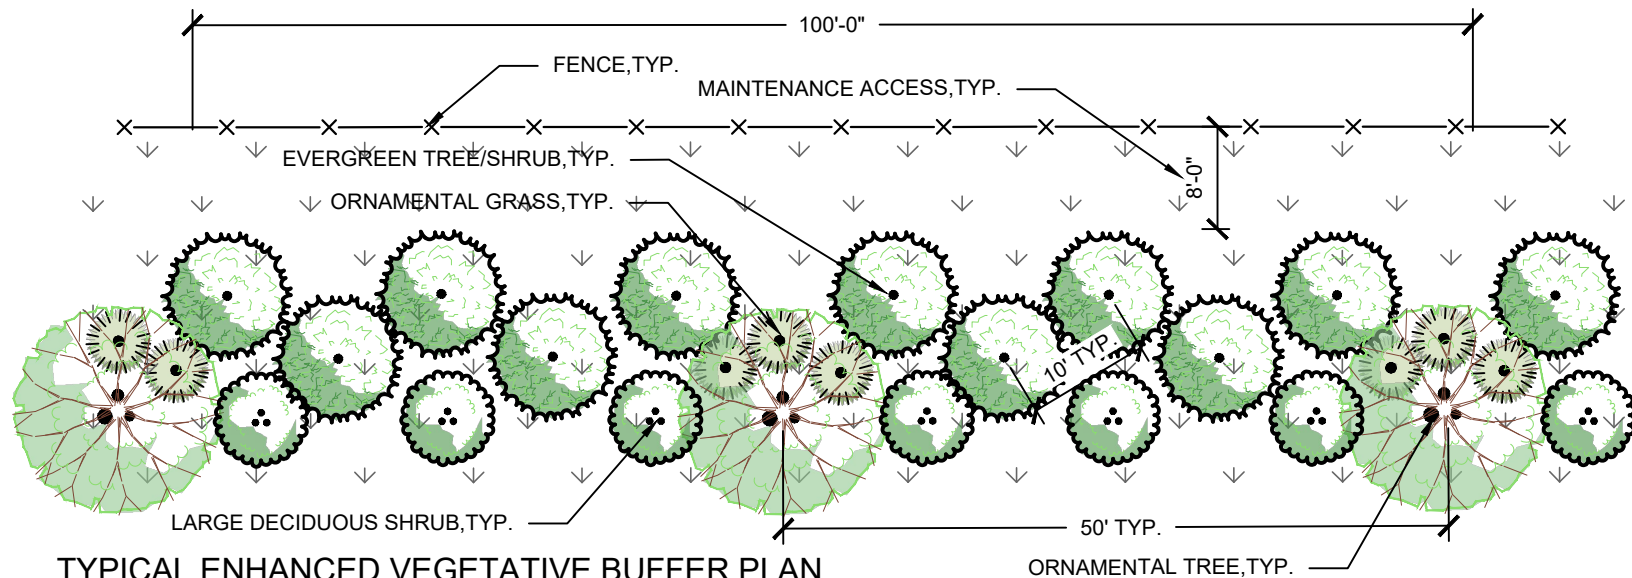 100'-0"
FENCE,TYP.
MAINTENANCE ACCESS,TYP.
EVERGREEN TREE/SHRUB,TYP.
8'-0"
ORNAMENTAL GRASS,TYP.
10' TYP.
LARGE DECIDUOUS SHRUB,TYP.
50' TYP.
ORNAMENTAL TREE,TYP.
TYPICAL ENHANCED VEGETATIVE BUFFER PLAN